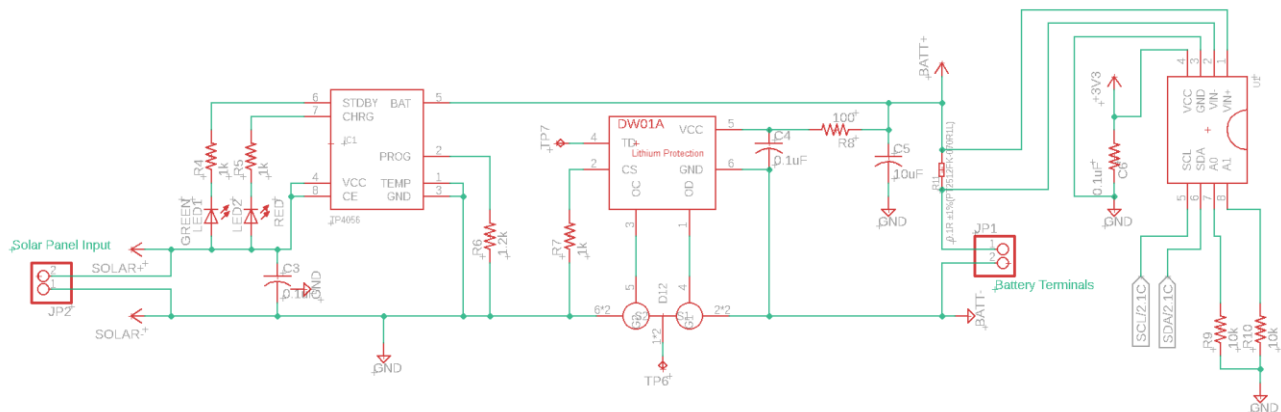 Solar Panel Input
JP2
2
1
SOLAR+
SOLAR-
R4
1k
R5
1k
GREEN
LED1
LED2
RED
C3
0.1uF
GND
GND
6
7
4
8
STDBY
CHRG
VCC
CE
BAT
PROG
TEMP
GND
5
2
1
3
IC1
TP4056
R6
1.2k
TP7
4
2
DW01A
Lithium Protection
TD
CS
OC
OD
VCC
GND
5
6
3
1
R7
1k
5
4
D12
6*2
2*2
1*2
TP6
C4
0.1uF
100
R8
C5
10uF
GND
BATT+
R11
JP1
1
2
Battery Terminals
BATT-
+3V3
C6
0.1uF
GND
4
3
2
1
VCC
GND
VIN-
VIN+
SCL
SDA
A0
A1
5
6
7
8
SCL/2.1C
SDA/2.1C
R9
10k
R10
10k
GND